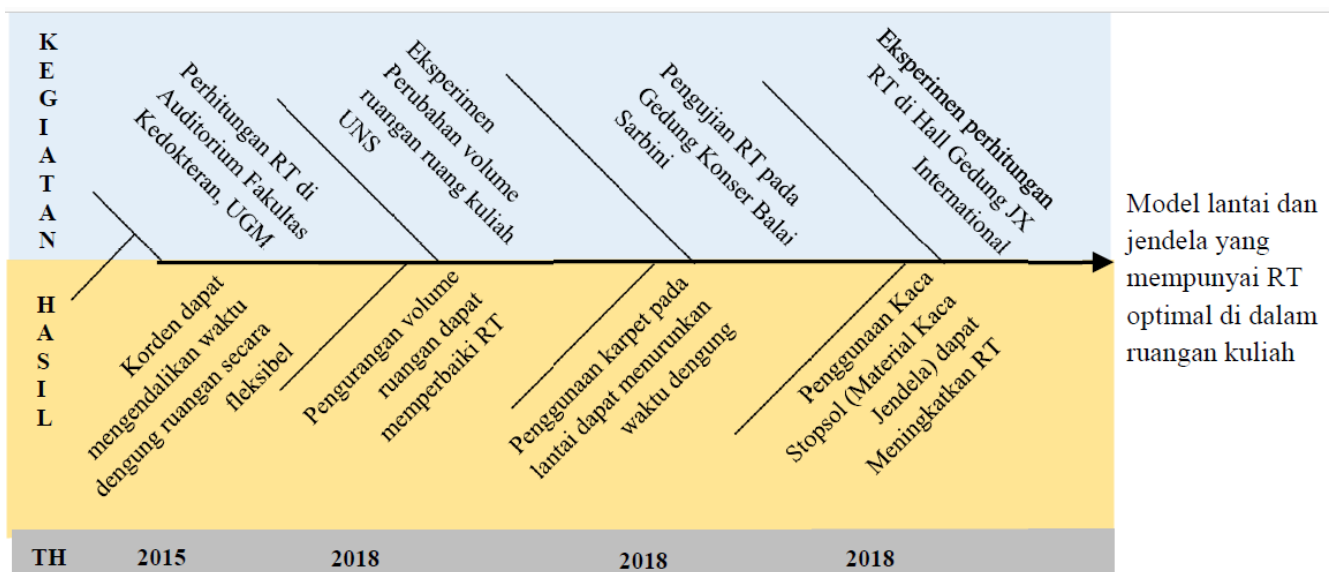 KEGIATAN
Perhitungan RT di
Auditorium Fakultas
Kedokteran, UGM
Eksperimen
Perubahan volume
ruangan ruang kuliah
UNS
Pengujian RT pada
Gedung Konser Balai
Sarbini
Eksperimen perhitungan
RT di Hall Gedung JX
International
HASIL
Korden dapat
mengendalikan waktu
dengung ruangan secara
fleksibel
Pengurangan volume
ruangan dapat
memperbaiki RT
Penggunaan karpet pada
lantai dapat menurunkan
waktu dengung
Penggunaan Kaca
Stopsol (Material Kaca
Jendela) dapat
Meningkatkan RT
Model lantai dan
jendela yang
mempunyai RT
optimal di dalam
ruangan kuliah
TH 2015 2018 2018 2018